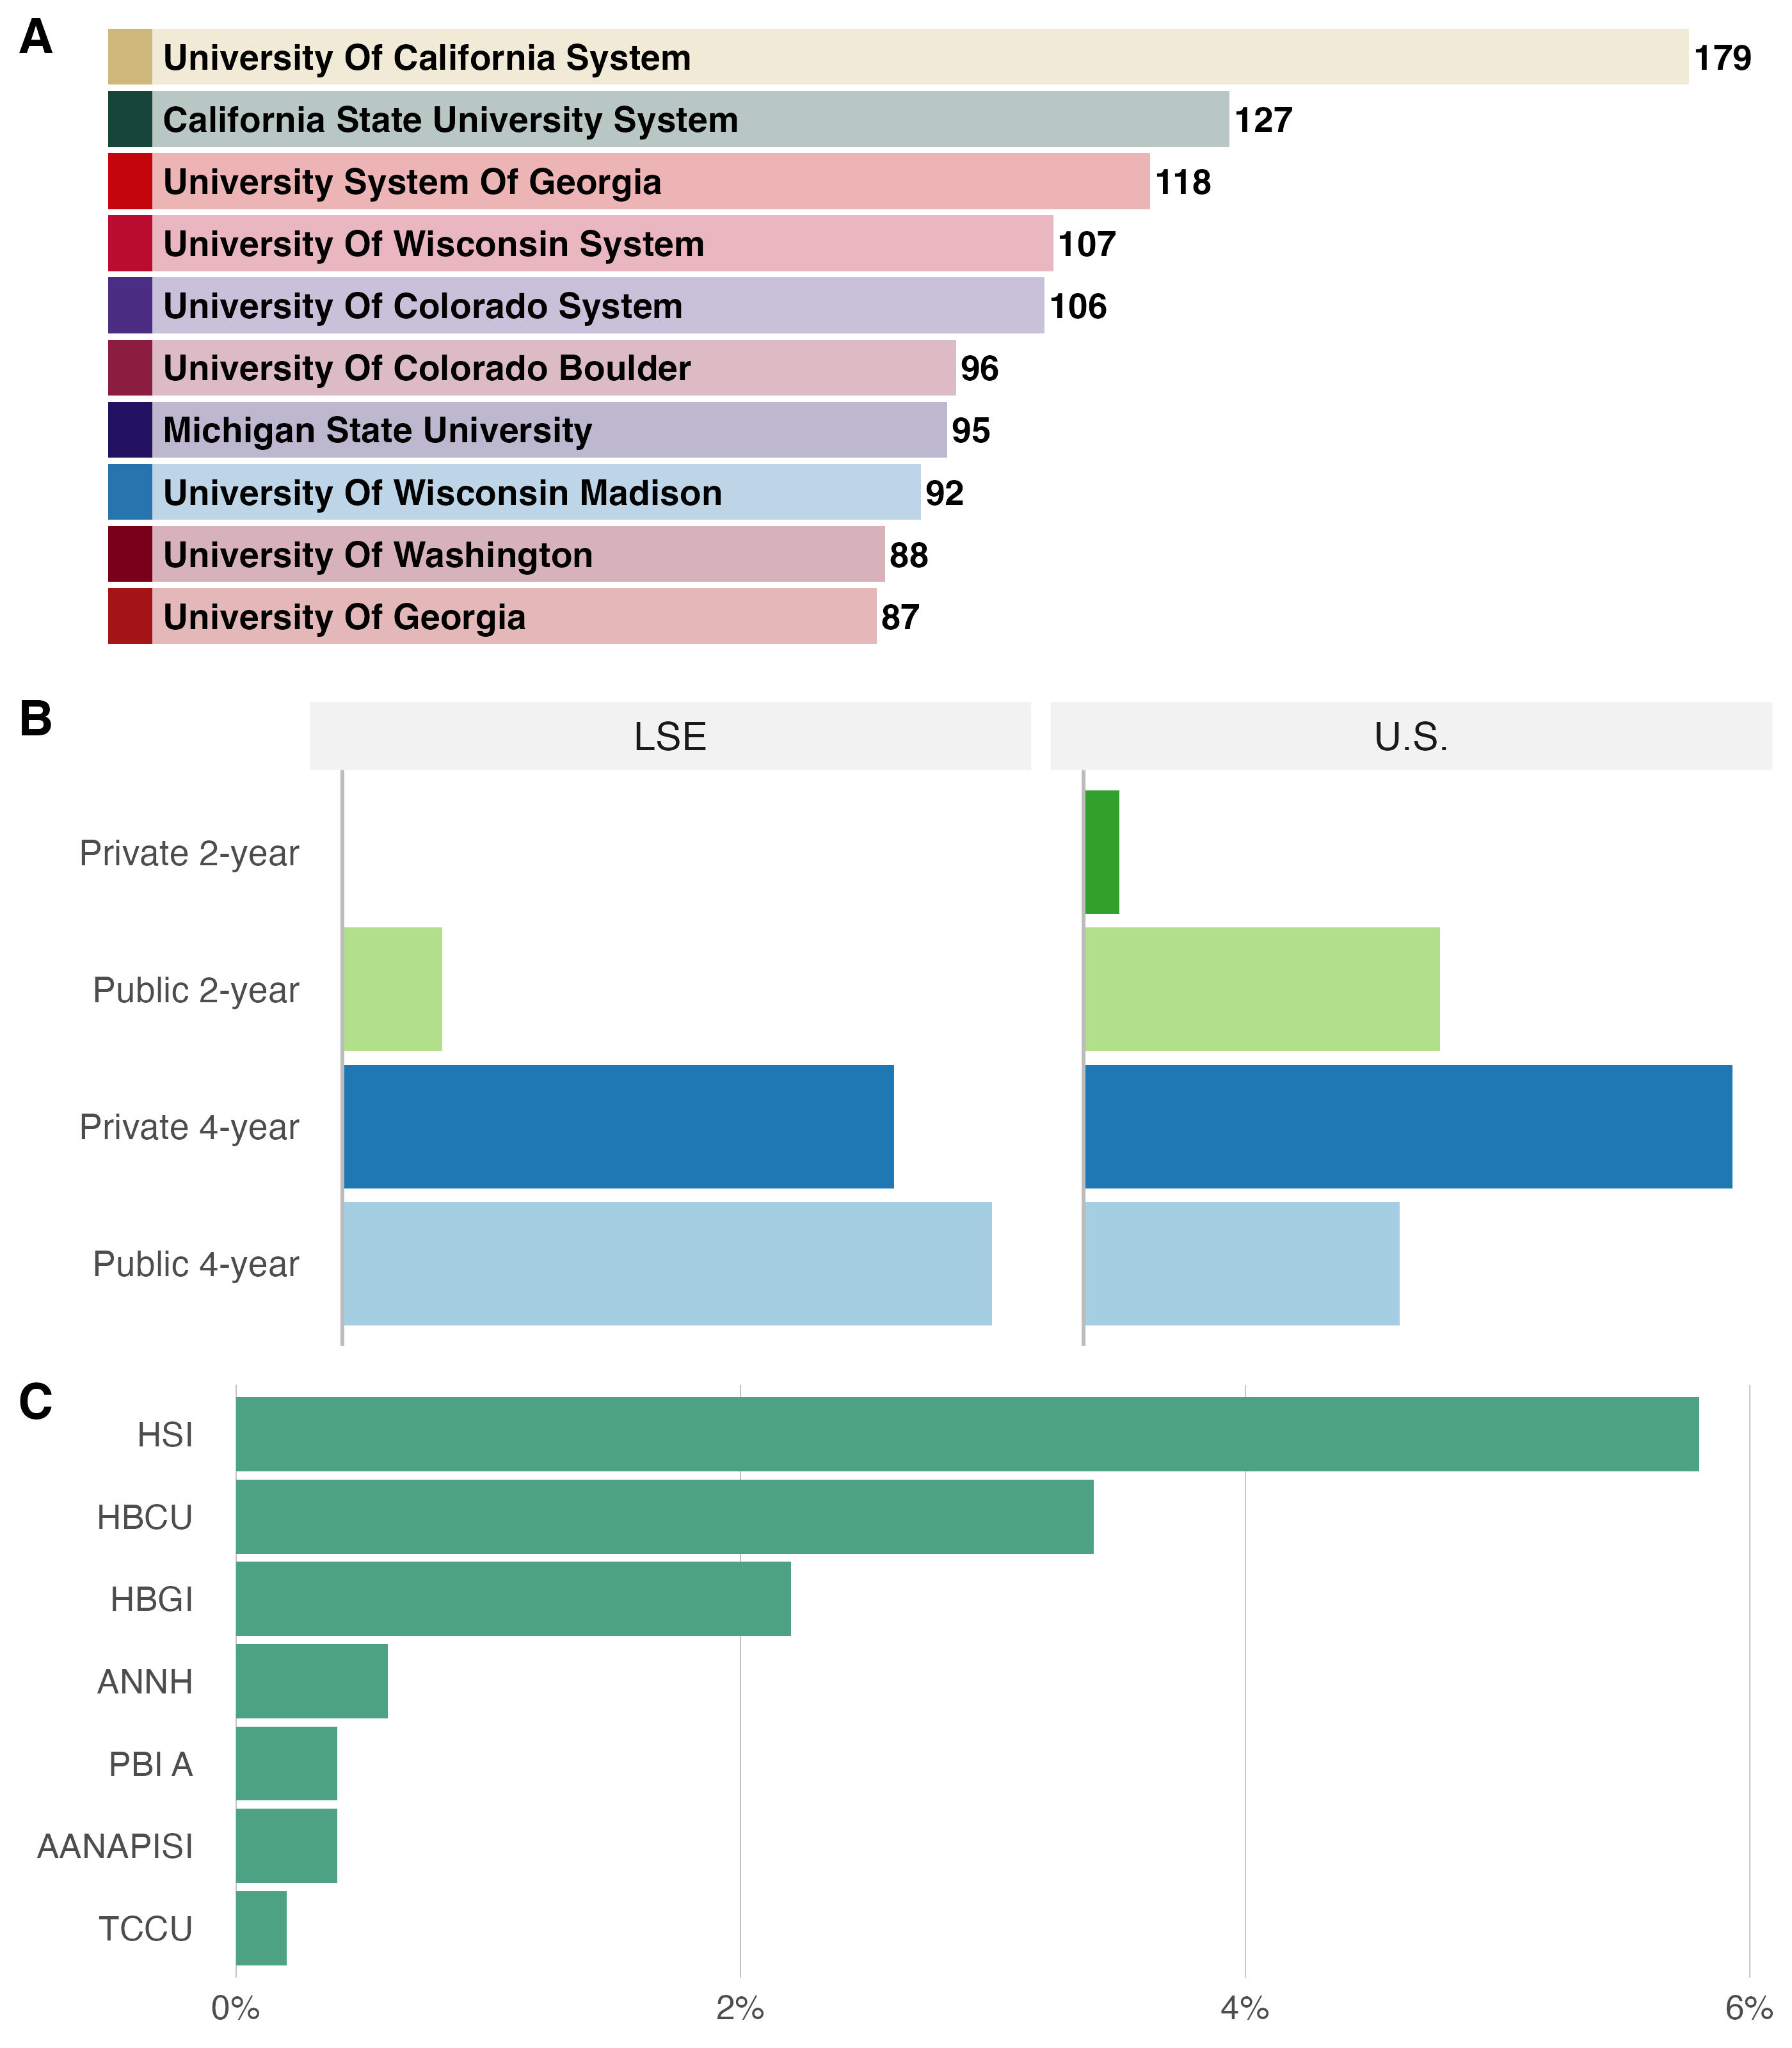 A
University Of California System 179
California State University System 127
University System Of Georgia 118
University Of Wisconsin System 107
University Of Colorado System 106
University Of Colorado Boulder 96
Michigan State University 95
University Of Wisconsin Madison 92
University Of Washington 88
University Of Georgia 87
B
LSE U.S.
Private 2-year
Public 2-year
Private 4-year
Public 4-year
C
HSI
HBCU
HBGI
ANNH
PBI A
AANAPISI
TCCU
0% 2% 4% 6%